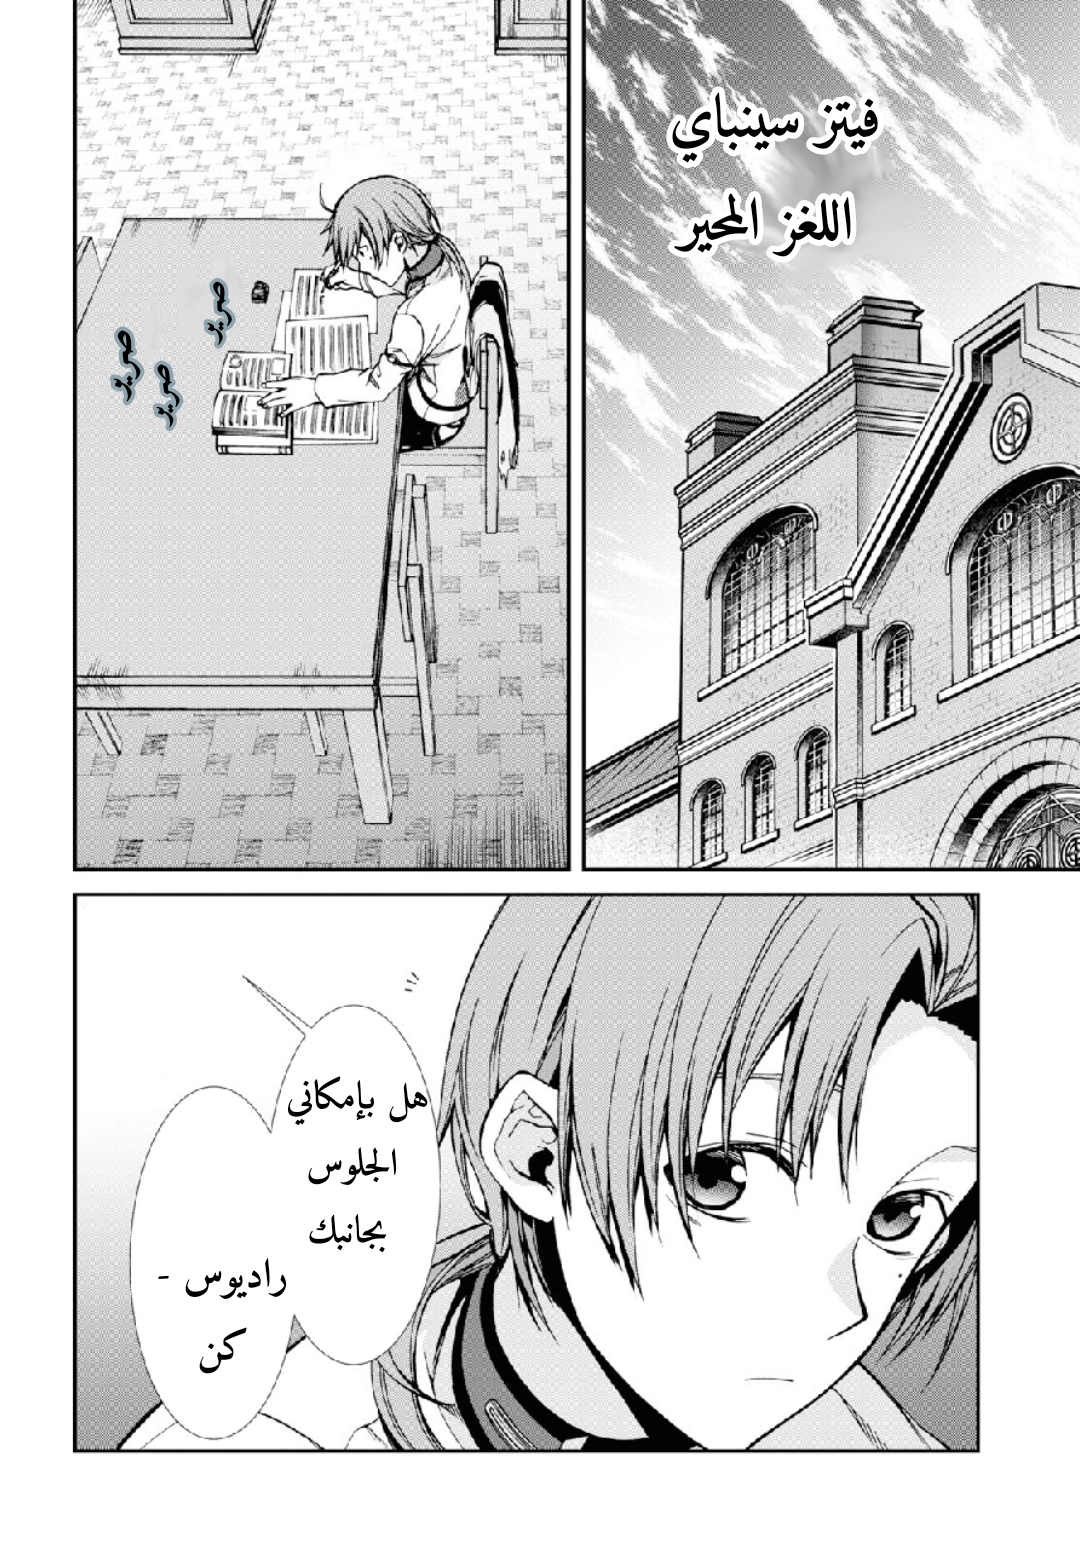 فيتز سينباي
اللغز المحير
صرير
صرير
صرير
هل بإمكاني
الجلوس
بجانبك
راديوس -
كن